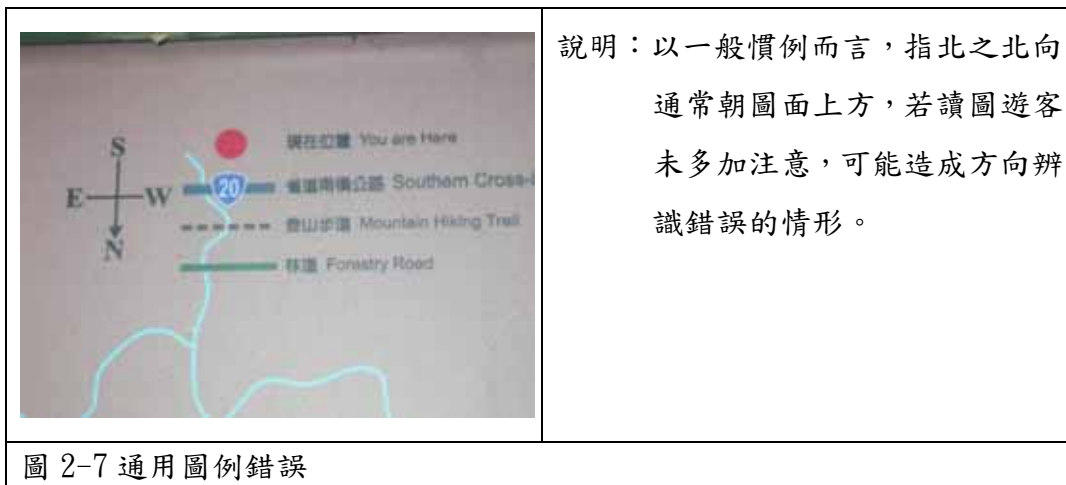 說明：以一般慣例而言，指北之北向
通常朝圖面上方，若讀圖遊客
未多加注意，可能造成方向辨
識錯誤的情形。
S
E W
N
現在位置 You are Here
20 省道南橫公路 Southern Cross-
登山步道 Mountain Hiking Trail
林道 Forestry Road
圖 2-7 通用圖例錯誤